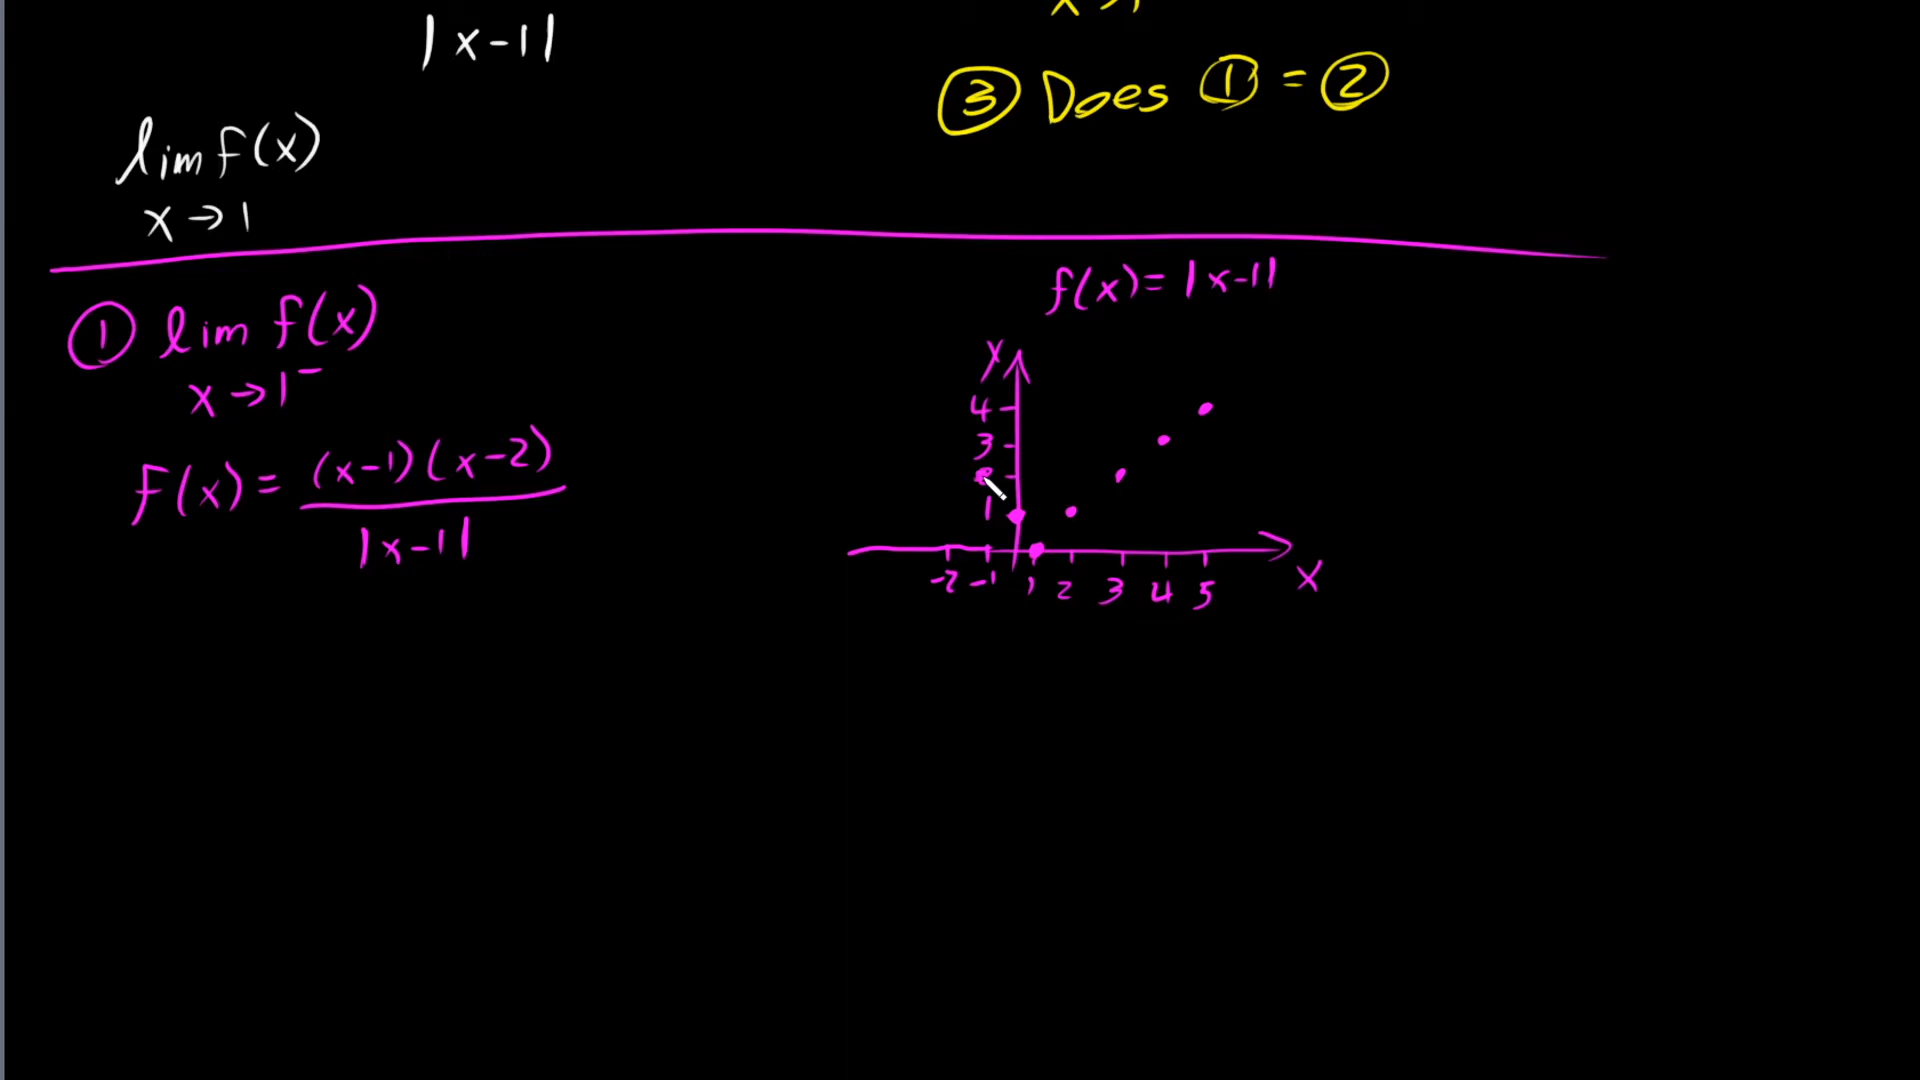 |x-1|
x→1
③ Does ① = ②
lim f(x)
x→1
① lim f(x)
x→1⁻
f(x) = (x-1)(x-2)
|x-1|
f(x) = |x-1|
y
4
3
1
-2 -1 1 2 3 4 5
x